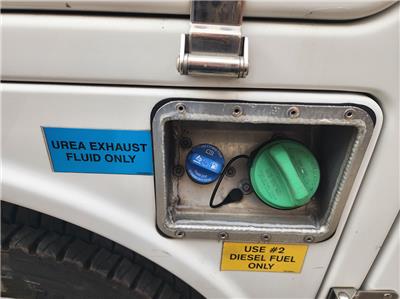 UREA EXHAUST
FLUID ONLY
USE #2
DIESEL FUEL
ONLY